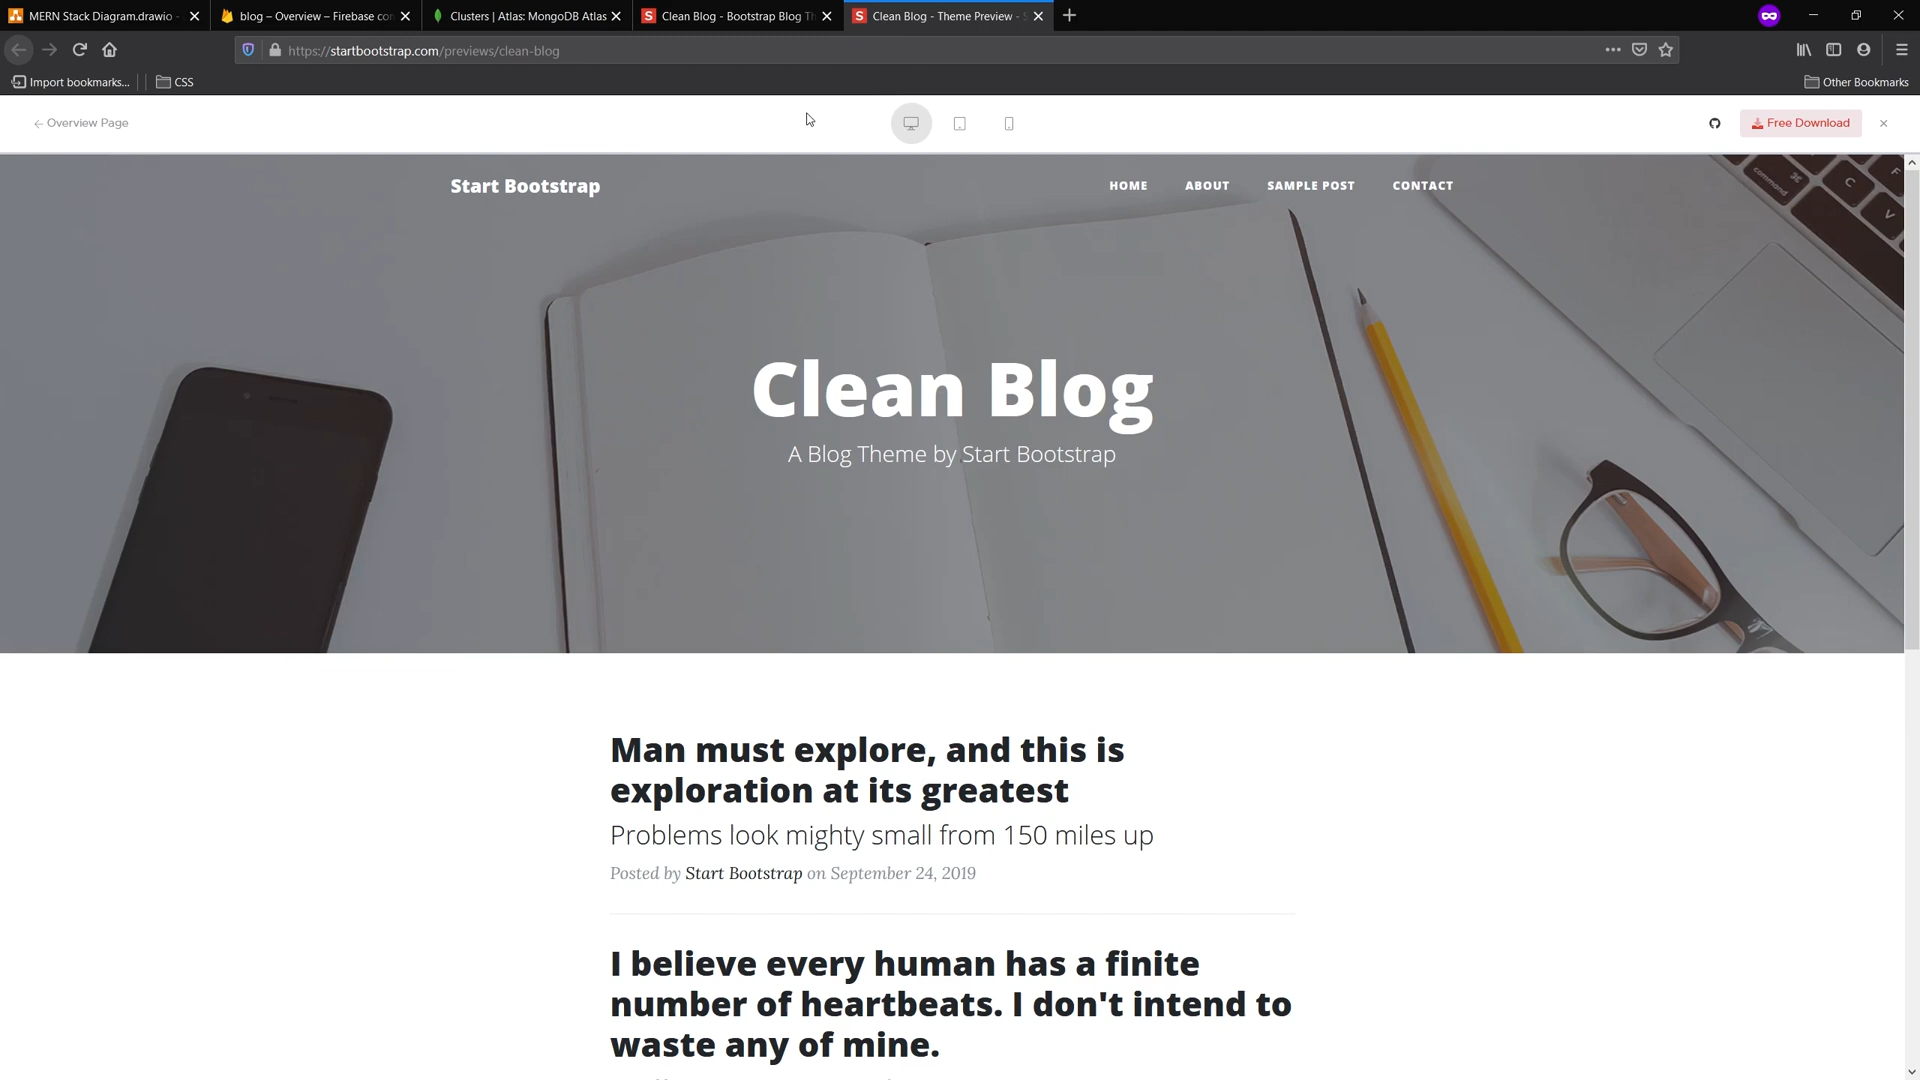 MERN Stack Diagram.drawio -
blog – Overview – Firebase con
Clusters | Atlas: MongoDB Atlas
Clean Blog - Bootstrap Blog Th
Clean Blog - Theme Preview -
https://startbootstrap.com/previews/clean-blog
Import bookmarks...
CSS
Other Bookmarks
Overview Page
Free Download
Start Bootstrap
HOME
ABOUT
SAMPLE POST
CONTACT
command
C
F
V
Clean Blog
A Blog Theme by Start Bootstrap
Man must explore, and this is
exploration at its greatest
Problems look mighty small from 150 miles up
Posted by Start Bootstrap on September 24, 2019
I believe every human has a finite
number of heartbeats. I don't intend to
waste any of mine.